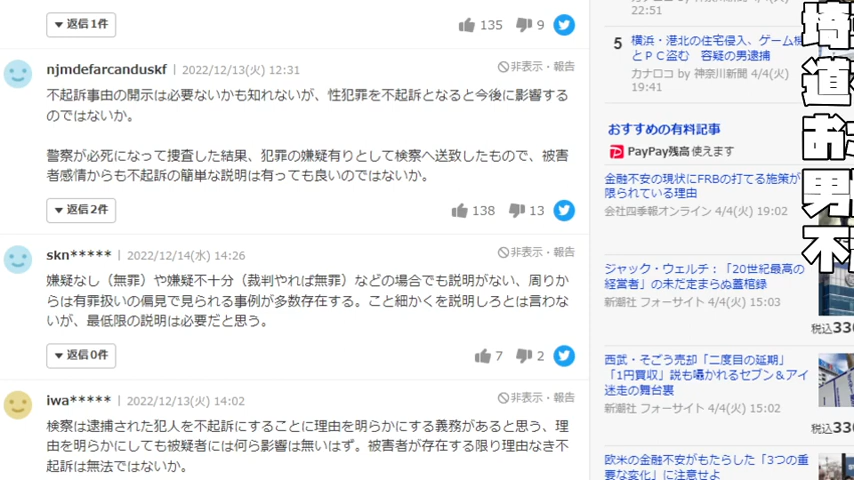 返信1件
135
9
njmdefarcanduskf
2022/12/13(火) 12:31
非表示・報告
不起訴事由の開示は必要ないかも知れないが、性犯罪を不起訴となると今後に影響する
のではないか。
警察が必死になって捜査した結果、犯罪の嫌疑有りとして検察へ送致したもので、被害
者感情からも不起訴の簡単な説明は有っても良いのではないか。
返信2件
138
13
skn*****
2022/12/14(水) 14:26
非表示・報告
嫌疑なし（無罪）や嫌疑不十分（裁判やれば無罪）などの場合でも説明がない、周りか
らは有罪扱いの偏見で見られる事例が多数存在する。こと細かくを説明しろとは言わな
いが、最低限の説明は必要だと思う。
返信0件
7
2
iwa*****
2022/12/13(火) 14:02
非表示・報告
検察は逮捕された犯人を不起訴にすることに理由を明らかにする義務があると思う、理
由を明らかにしても被疑者には何ら影響は無いはず。被害者が存在する限り理由なき不
起訴は無法ではないか。
22:51
5
横浜・港北の住宅侵入、ゲーム機
とＰＣ盗む 容疑の男逮捕
カナロコ by 神奈川新聞 4/4(火)
19:41
おすすめの有料記事
PayPay残高 使えます
金融不安の現状にFRBの打てる施策が
限られている理由
会社四季報オンライン 4/4(火) 19:02
ジャック・ウェルチ：「20世紀最高の
経営者」の未だ定まらぬ蓋棺録
新潮社 フォーサイト 4/4(火) 15:03
税込330
西武・そごう売却「二度目の延期」
「1円買収」説も囁かれるセブン＆アイ
迷走の舞台裏
新潮社 フォーサイト 4/4(火) 15:02
税込330
欧米の金融不安がもたらした「3つの重
要な変化」に注意せよ
埼
道
お
男
不